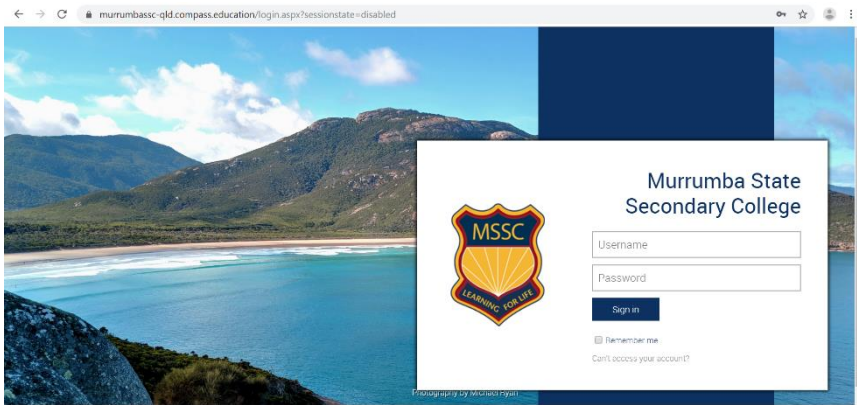 murrumbassc-qld.compass.education/login.aspx?sessionstate=disabled
Murrumba State
Secondary College
MSSC
LEARNING FOR LIFE
Username
Password
Sign in
Remember me
Can't access your account?
Photography by Michael Ryan